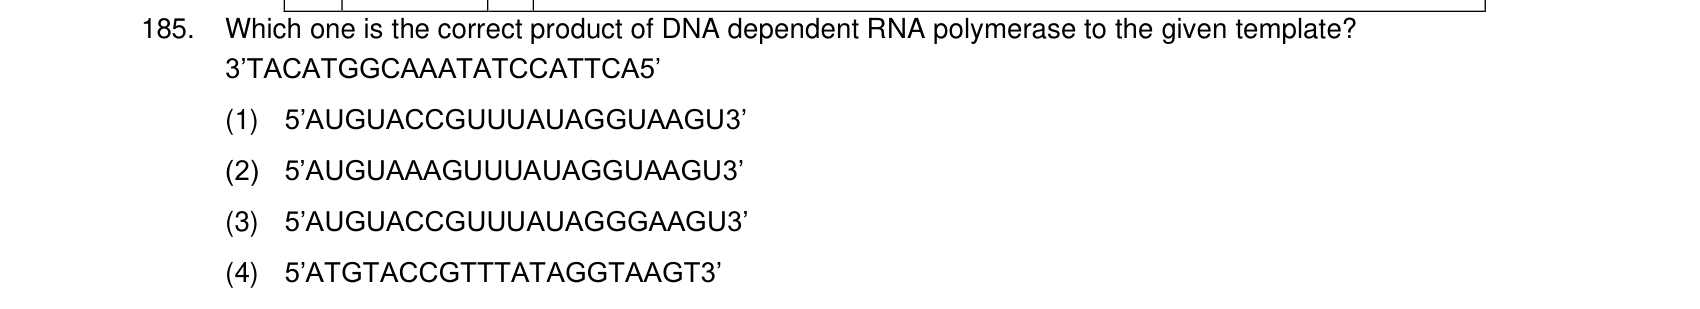 185. Which one is the correct product of DNA dependent RNA polymerase to the given template?
3’TACATGGCAAATATCCATTCA5’
(1) 5’AUGUACCGUUUAUAGGUAAGU3’
(2) 5’AUGUAAAGUUUAUAGGUAAGU3’
(3) 5’AUGUACCGUUUAUAGGGAAGU3’
(4) 5’ATGTACCGTTTATAGGTAAGT3’